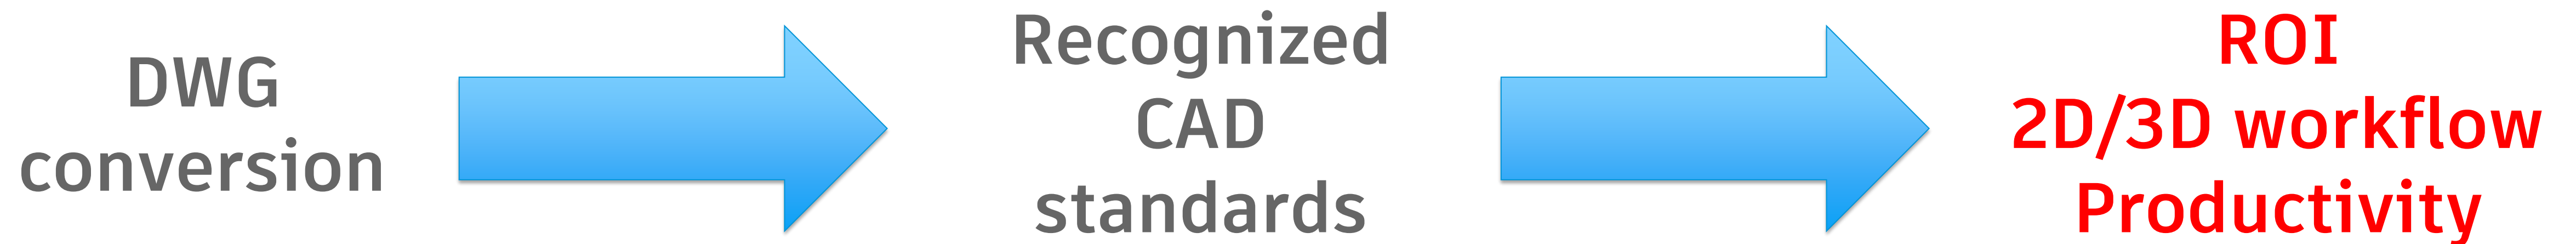 DWG
conversion
Recognized
CAD
standards
ROI
2D/3D workflow
Productivity